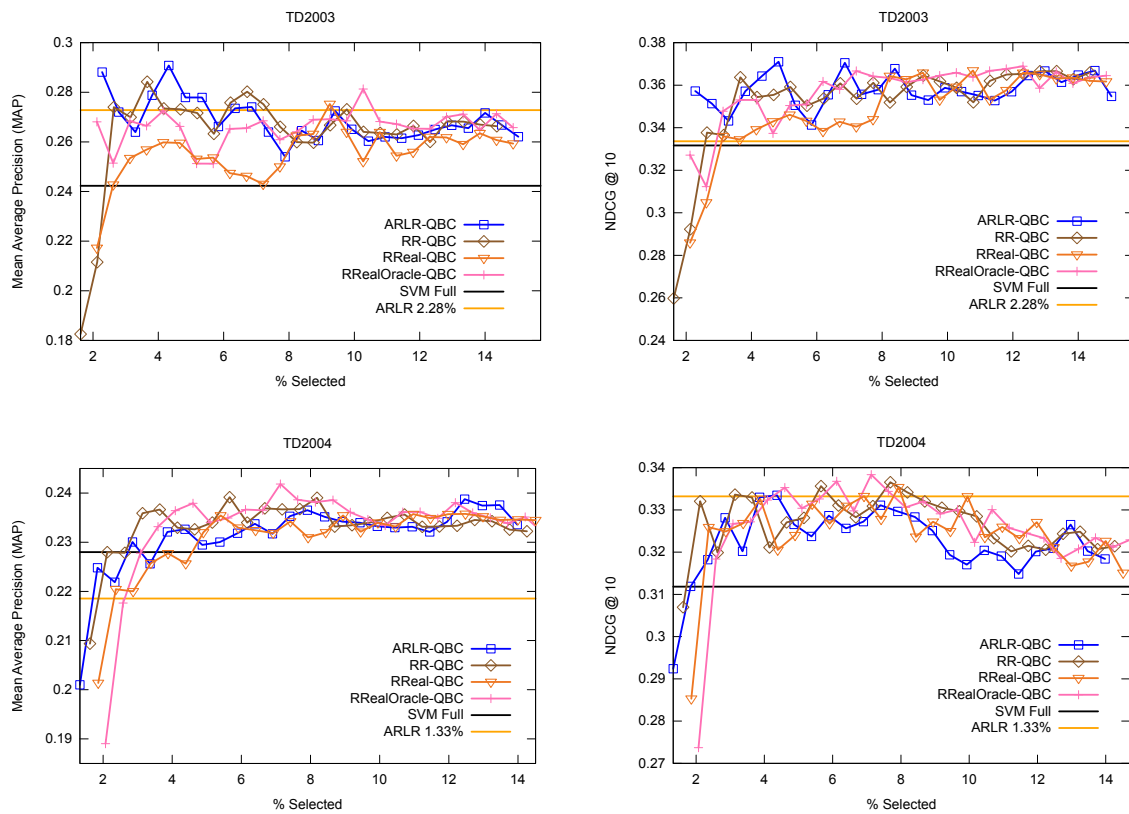 TD2003
Mean Average Precision (MAP)
0.3
0.28
0.26
0.24
0.22
0.2
0.18
2 4 6 8 10 12 14
% Selected
ARLR-QBC
RR-QBC
RReal-QBC
RRealOracle-QBC
SVM Full
ARLR 2.28%
TD2003
NDCG @ 10
0.38
0.36
0.34
0.32
0.3
0.28
0.26
0.24
2 4 6 8 10 12 14
% Selected
ARLR-QBC
RR-QBC
RReal-QBC
RRealOracle-QBC
SVM Full
ARLR 2.28%
TD2004
Mean Average Precision (MAP)
0.24
0.23
0.22
0.21
0.2
0.19
2 4 6 8 10 12 14
% Selected
ARLR-QBC
RR-QBC
RReal-QBC
RRealOracle-QBC
SVM Full
ARLR 1.33%
TD2004
NDCG @ 10
0.34
0.33
0.32
0.31
0.3
0.29
0.28
0.27
2 4 6 8 10 12 14
% Selected
ARLR-QBC
RR-QBC
RReal-QBC
RRealOracle-QBC
SVM Full
ARLR 1.33%